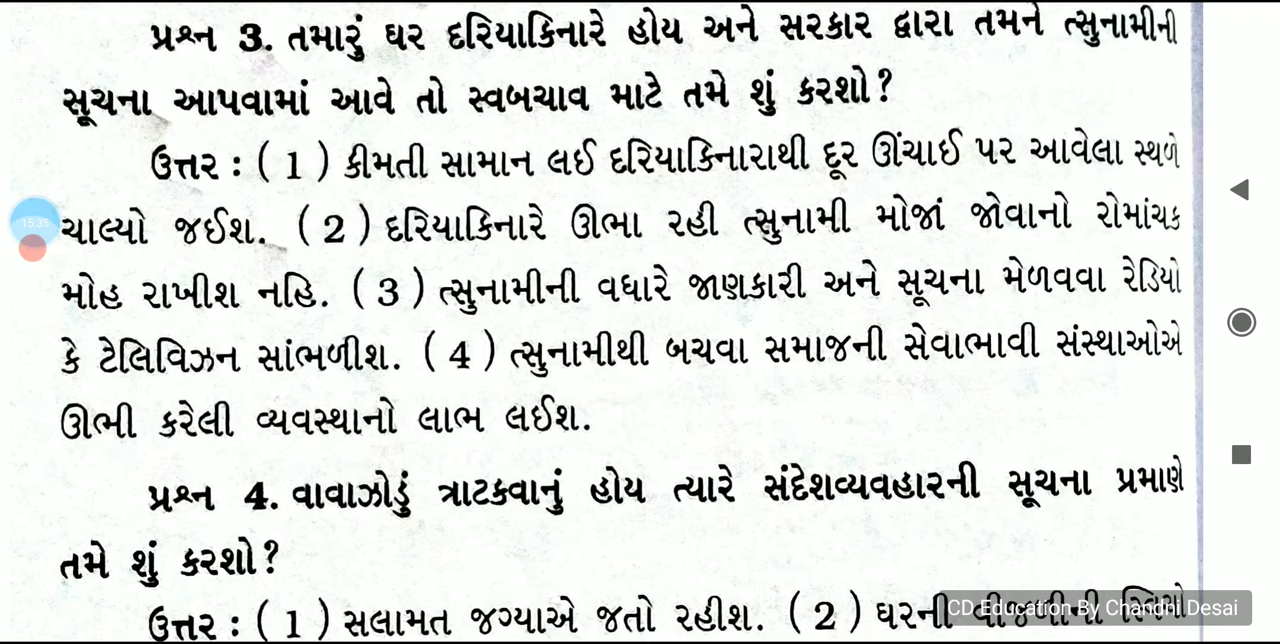 પ્રશ્ન 3. તમારું ઘર દરિયાકિનારે હોય અને સરકાર દ્વારા તમને ત્સુનામીની
સૂચના આપવામાં આવે તો સ્વબચાવ માટે તમે શું કરશો?
ઉત્તર : ( 1 ) કીમતી સામાન લઈ દરિયાકિનારાથી દૂર ઊંચાઈ પર આવેલા સ્થળે
15:35
ચાલ્યો જઈશ. ( 2 ) દરિયાકિનારે ઊભા રહી ત્સુનામી મોજાં જોવાનો રોમાંચક
મોહ રાખીશ નહિ. ( 3 ) ત્સુનામીની વધારે જાણકારી અને સૂચના મેળવવા રેડિયો
કે ટેલિવિઝન સાંભળીશ. ( 4 ) ત્સુનામીથી બચવા સમાજની સેવાભાવી સંસ્થાઓએ
ઊભી કરેલી વ્યવસ્થાનો લાભ લઈશ.
પ્રશ્ન 4. વાવાઝોડું ત્રાટકવાનું હોય ત્યારે સંદેશવ્યવહારની સૂચના પ્રમાણે
તમે શું કરશો?
ઉત્તર : ( 1 ) સલામત જગ્યાએ જતો રહીશ. ( 2 ) ઘરની વીજળીની સ્વિચો
CD Education By Chandni Desai